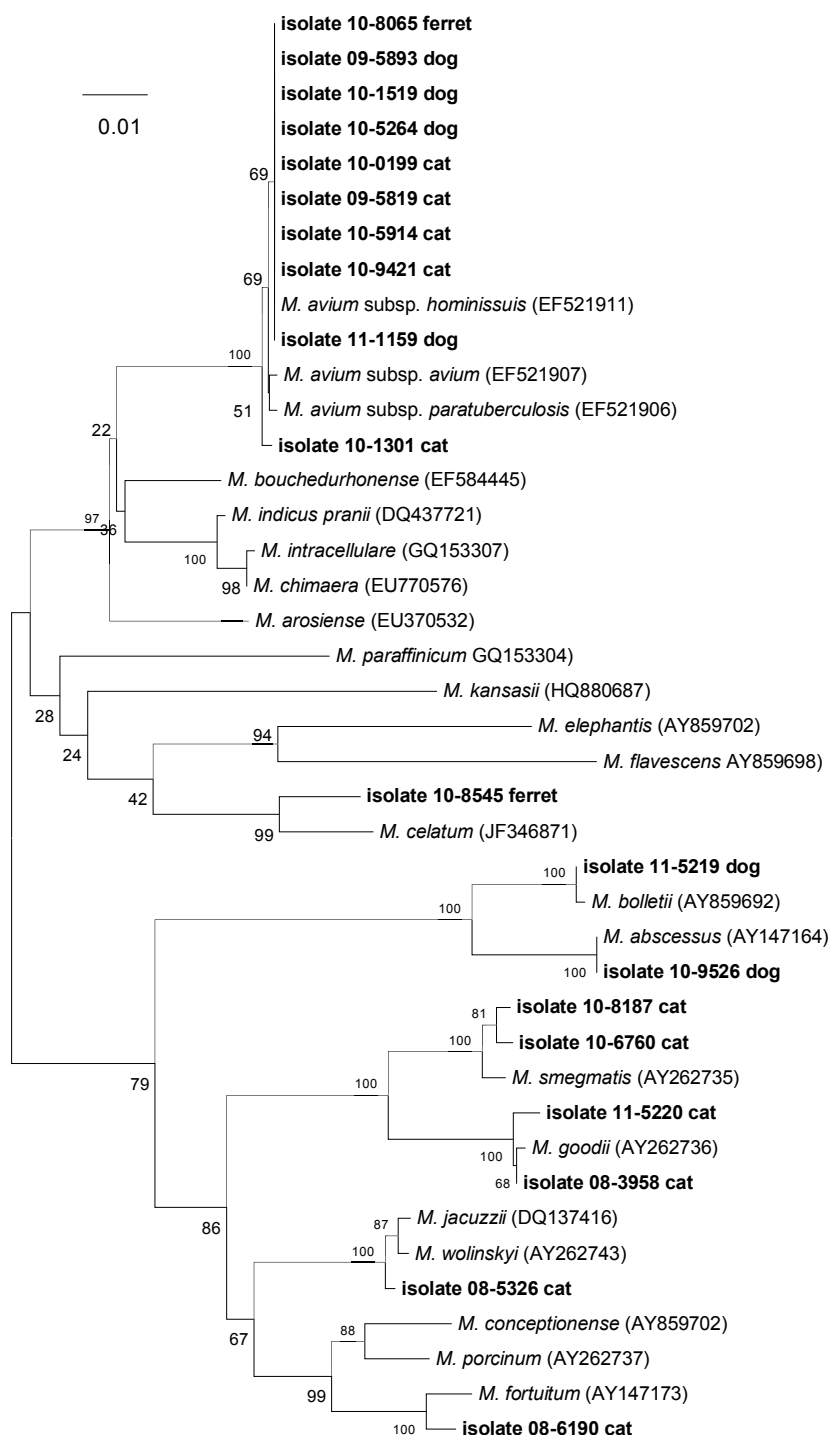 isolate 10-8065 ferret
isolate 09-5893 dog
isolate 10-1519 dog
0.01
isolate 10-5264 dog
isolate 10-0199 cat
69
isolate 09-5819 cat
isolate 10-5914 cat
isolate 10-9421 cat
69
M. avium subsp. hominissuis (EF521911)
isolate 11-1159 dog
100
M. avium subsp. avium (EF521907)
51
M. avium subsp. paratuberculosis (EF521906)
22
isolate 10-1301 cat
M. bouchedurhonense (EF584445)
97
36
M. indicus pranii (DQ437721)
M. intracellulare (GQ153307)
100
98
M. chimaera (EU770576)
M. arosiense (EU370532)
M. paraffinicum GQ153304)
28
M. kansasii (HQ880687)
24
94
M. elephantis (AY859702)
M. flavescens AY859698)
42
isolate 10-8545 ferret
99
M. celatum (JF346871)
100
isolate 11-5219 dog
M. bolletii (AY859692)
100
M. abscessus (AY147164)
100
isolate 10-9526 dog
81
isolate 10-8187 cat
100
isolate 10-6760 cat
79
100
M. smegmatis (AY262735)
isolate 11-5220 cat
100
M. goodii (AY262736)
68
isolate 08-3958 cat
86
87
M. jacuzzii (DQ137416)
100
M. wolinskyi (AY262743)
isolate 08-5326 cat
67
88
M. conceptionense (AY859702)
M. porcinum (AY262737)
99
M. fortuitum (AY147173)
100
isolate 08-6190 cat